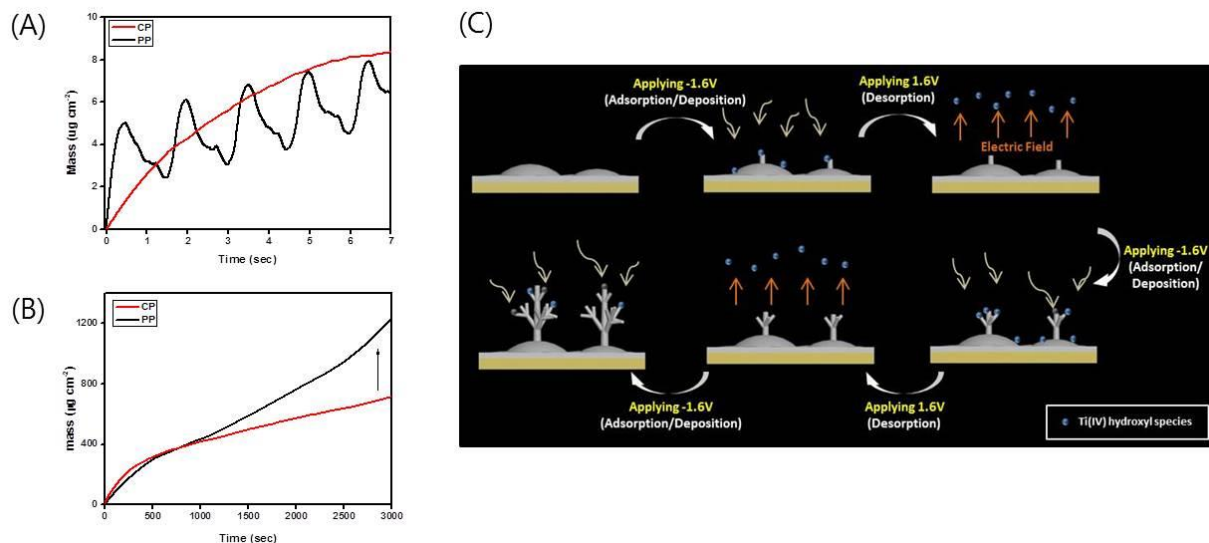 (A)
10
8
6
4
2
0
Mass (ug cm⁻²)
CP
PP
0 1 2 3 4 5 6 7
Time (sec)
(B)
1200
800
400
0
mass (µg cm⁻²)
CP
PP
0 500 1000 1500 2000 2500 3000
Time (sec)
(C)
Applying -1.6V
(Adsorption/Deposition)
Applying 1.6V
(Desorption)
Electric Field
Applying -1.6V
(Adsorption/
Deposition)
Applying -1.6V
(Adsorption/Deposition)
Applying 1.6V
(Desorption)
Ti(IV) hydroxyl species